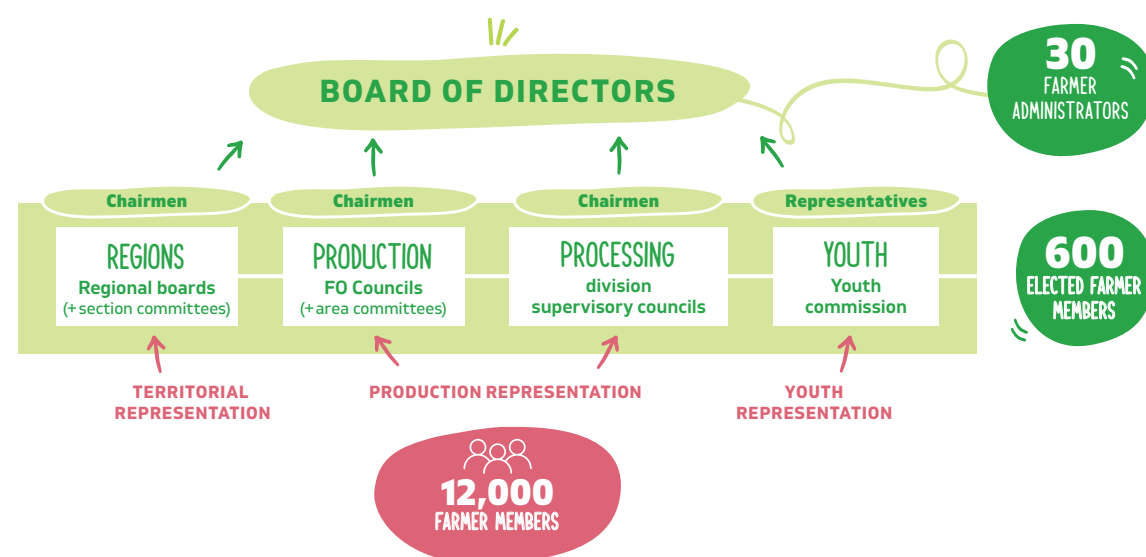 BOARD OF DIRECTORS
30
FARMER
ADMINISTRATORS
Chairmen
Chairmen
Chairmen
Representatives
REGIONS
Regional boards
(+section committees)
PRODUCTION
FO Councils
(+area committees)
PROCESSING
division
supervisory councils
YOUTH
Youth
commission
600
ELECTED FARMER
MEMBERS
TERRITORIAL
REPRESENTATION
PRODUCTION REPRESENTATION
YOUTH
REPRESENTATION
12,000
FARMER MEMBERS